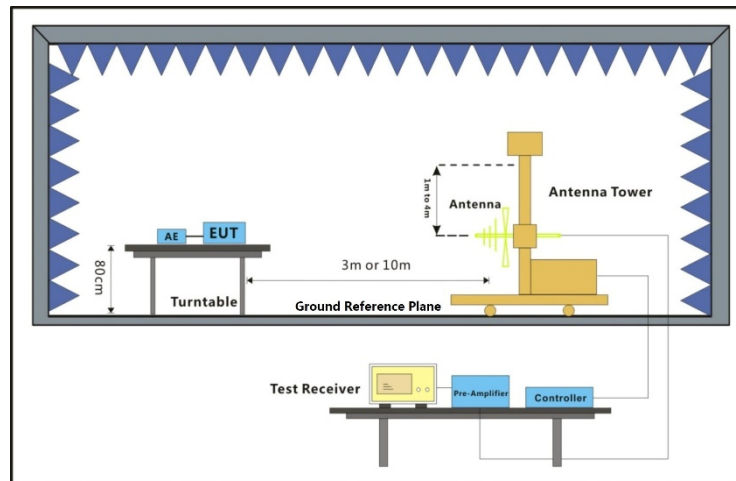 1m to 4m
Antenna Tower
Antenna
AE
EUT
80cm
3m or 10m
Turntable
Ground Reference Plane
Test Receiver
Pre-Amplifier
Controller